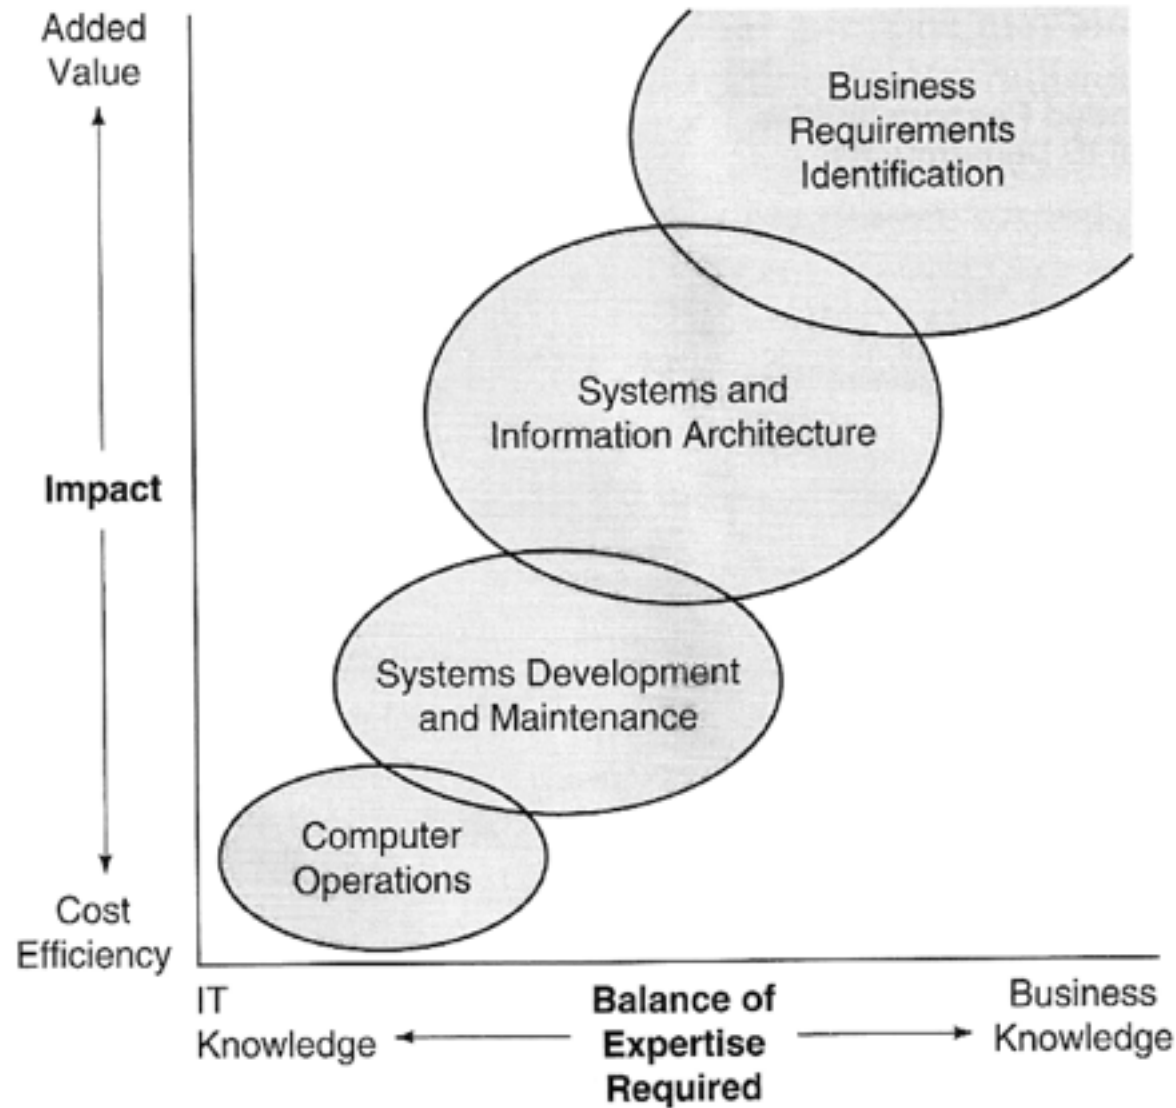 Added
Value
Business
Requirements
Identification
Systems and
Information Architecture
Impact
Systems Development
and Maintenance
Computer
Operations
Cost
Efficiency
IT
Knowledge
Balance of
Expertise
Required
Business
Knowledge